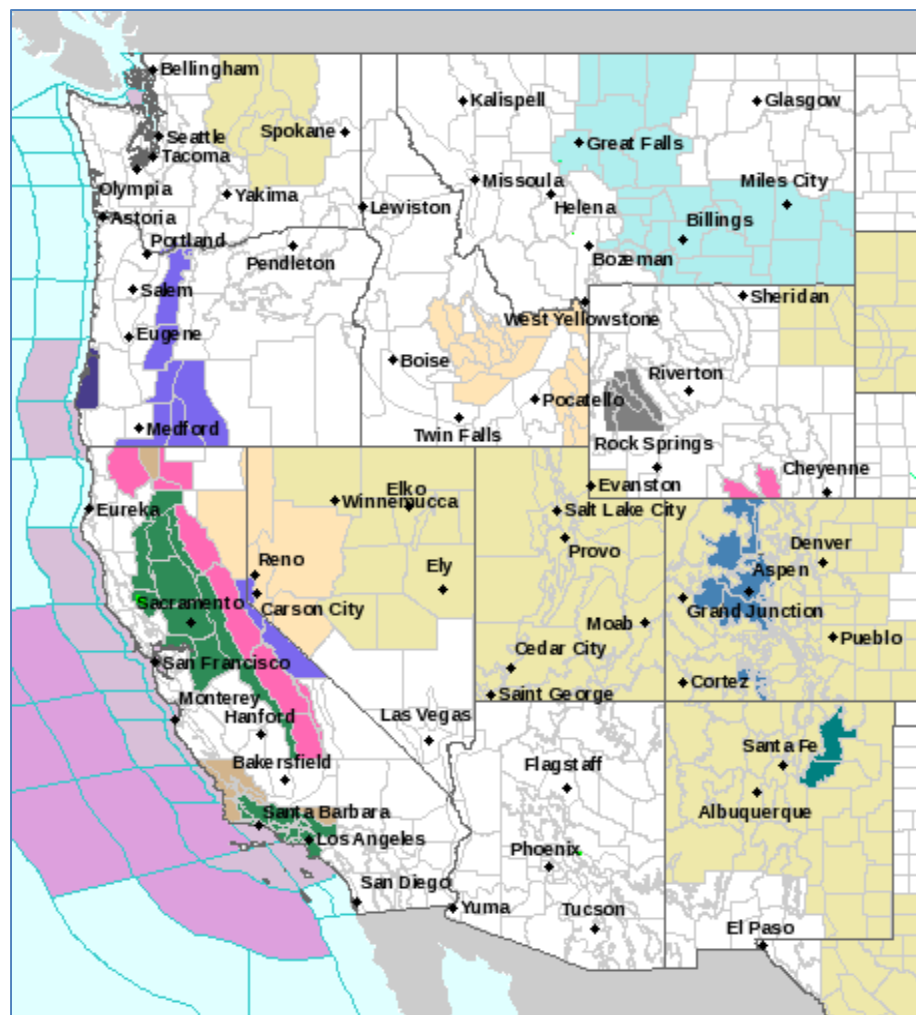 Bellingham
Kalispell
Glasgow
Seattle
Spokane
Great Falls
Tacoma
Olympia
Missoula
Miles City
Yakima
Helena
Lewiston
Billings
Astoria
Portland
Pendleton
Bozeman
Salem
Sheridan
West Yellowstone
Eugene
Boise
Riverton
Pocatello
Medford
Twin Falls
Rock Springs
Cheyenne
Elko
Evanston
Winnemucca
Eureka
Salt Lake City
Provo
Denver
Reno
Ely
Aspen
Sacramento
Carson City
Grand Junction
Moab
Pueblo
Cedar City
San Francisco
Cortez
Saint George
Monterey
Hanford
Las Vegas
Santa Fe
Bakersfield
Flagstaff
Albuquerque
Santa Barbara
Los Angeles
Phoenix
San Diego
Yuma
Tucson
El Paso